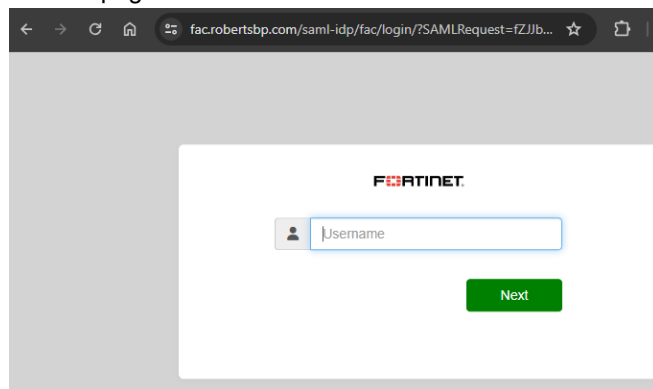 fac.robertsbp.com/saml-idp/fac/login/?SAMLRequest=fZJJb...
FORTINET
Username
Next